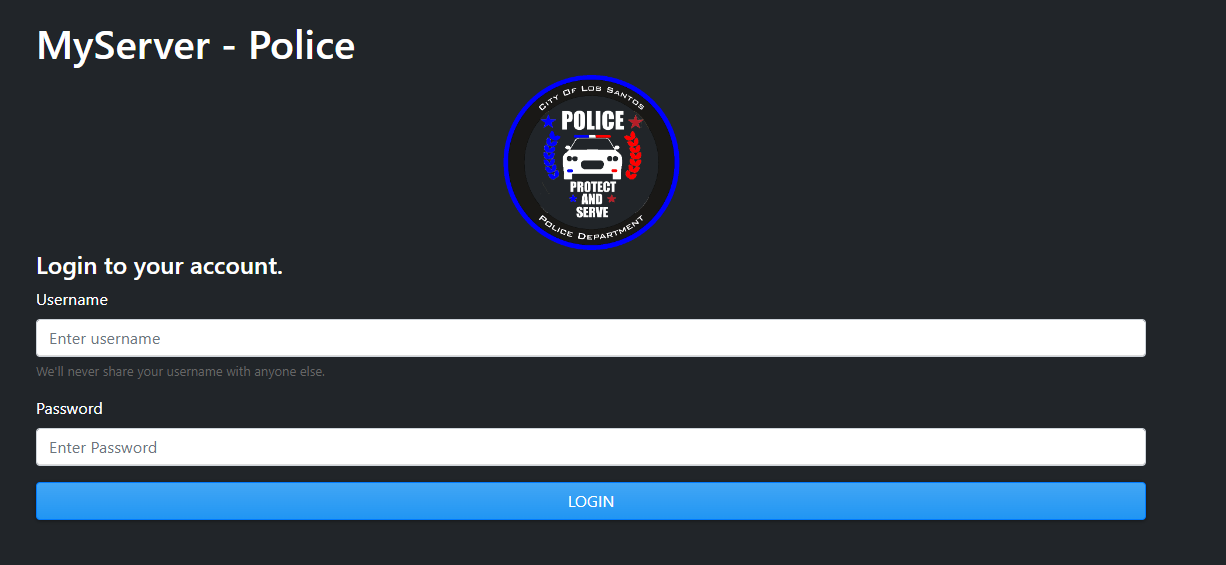 MyServer - Police
City Of Los Santos
POLICE
PROTECT
AND
SERVE
Police Department
Login to your account.
Username
Enter username
We'll never share your username with anyone else.
Password
Enter Password
LOGIN